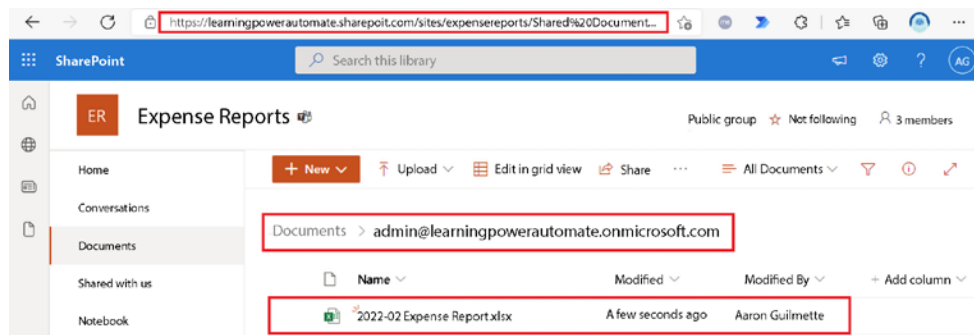 https://learningpowerautomate.sharepoit.com/sites/expensereports/Shared%20Document...
SharePoint
Search this library
AG
ER
Expense Reports
Public group
Not following
3 members
Home
+ New
Upload
Edit in grid view
Share
...
All Documents
Conversations
Documents > admin@learningpowerautomate.onmicrosoft.com
Documents
Name
Modified
Modified By
+ Add column
Shared with us
2022-02 Expense Report.xlsx
A few seconds ago
Aaron Guilmette
Notebook